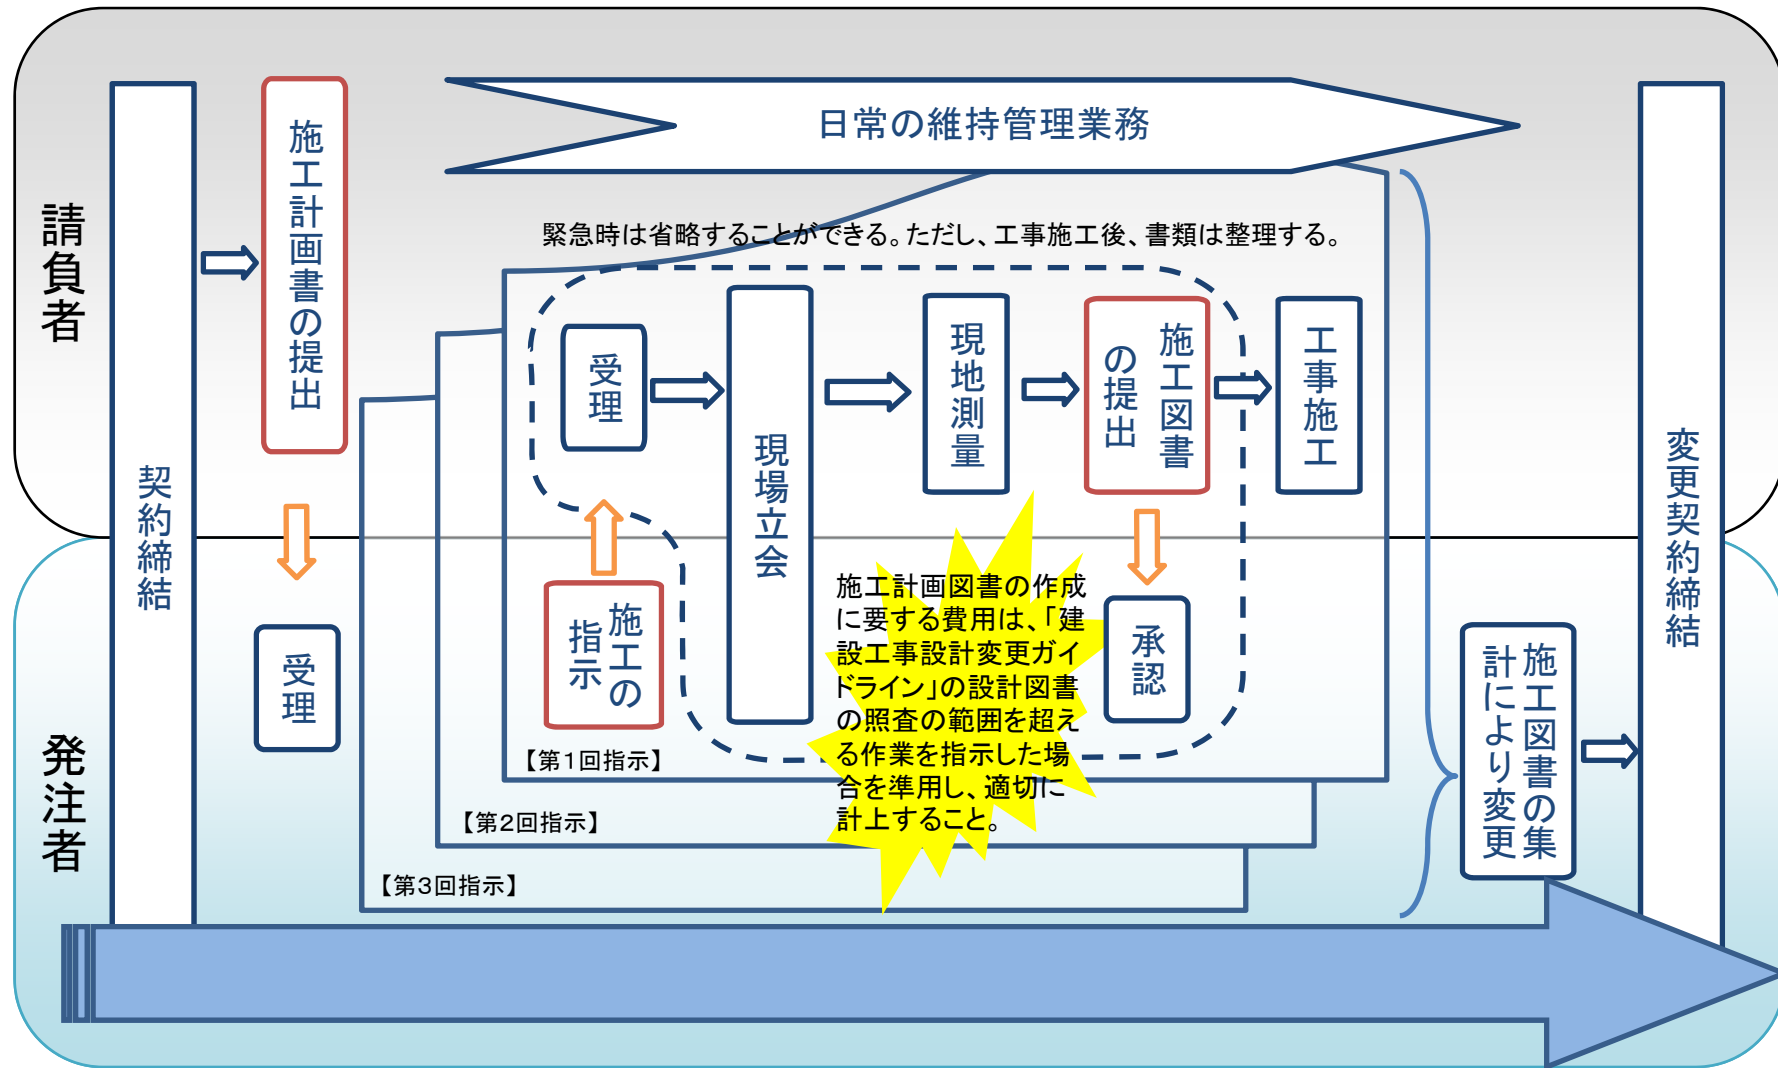 請負者
発注者
契約締結
施工計画書の提出
受理
日常の維持管理業務
緊急時は省略することができる。ただし、工事施工後、書類は整理する。
受理
現場立会
現地測量
施工図書
の提出
工事施工
施工の
指示
承認
施工計画図書の作成
に要する費用は、「建
設工事設計変更ガイ
ドライン」の設計図書
の照査の範囲を超え
る作業を指示した場
合を準用し、適切に
計上すること。
【第1回指示】
【第2回指示】
【第3回指示】
施工図書の集
計により変更
変更契約締結